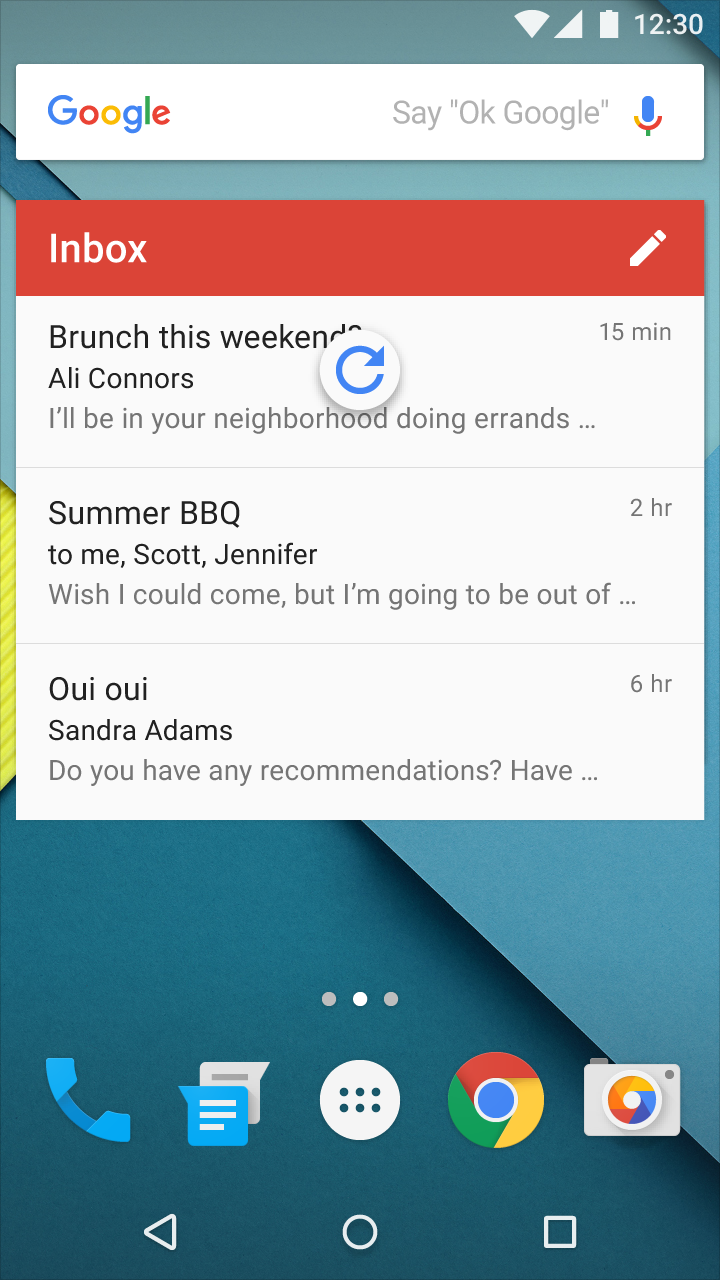 12:30
Google Say "Ok Google"
Inbox
Brunch this weekend? 15 min
Ali Connors
I’ll be in your neighborhood doing errands …
Summer BBQ 2 hr
to me, Scott, Jennifer
Wish I could come, but I’m going to be out of …
Oui oui 6 hr
Sandra Adams
Do you have any recommendations? Have …